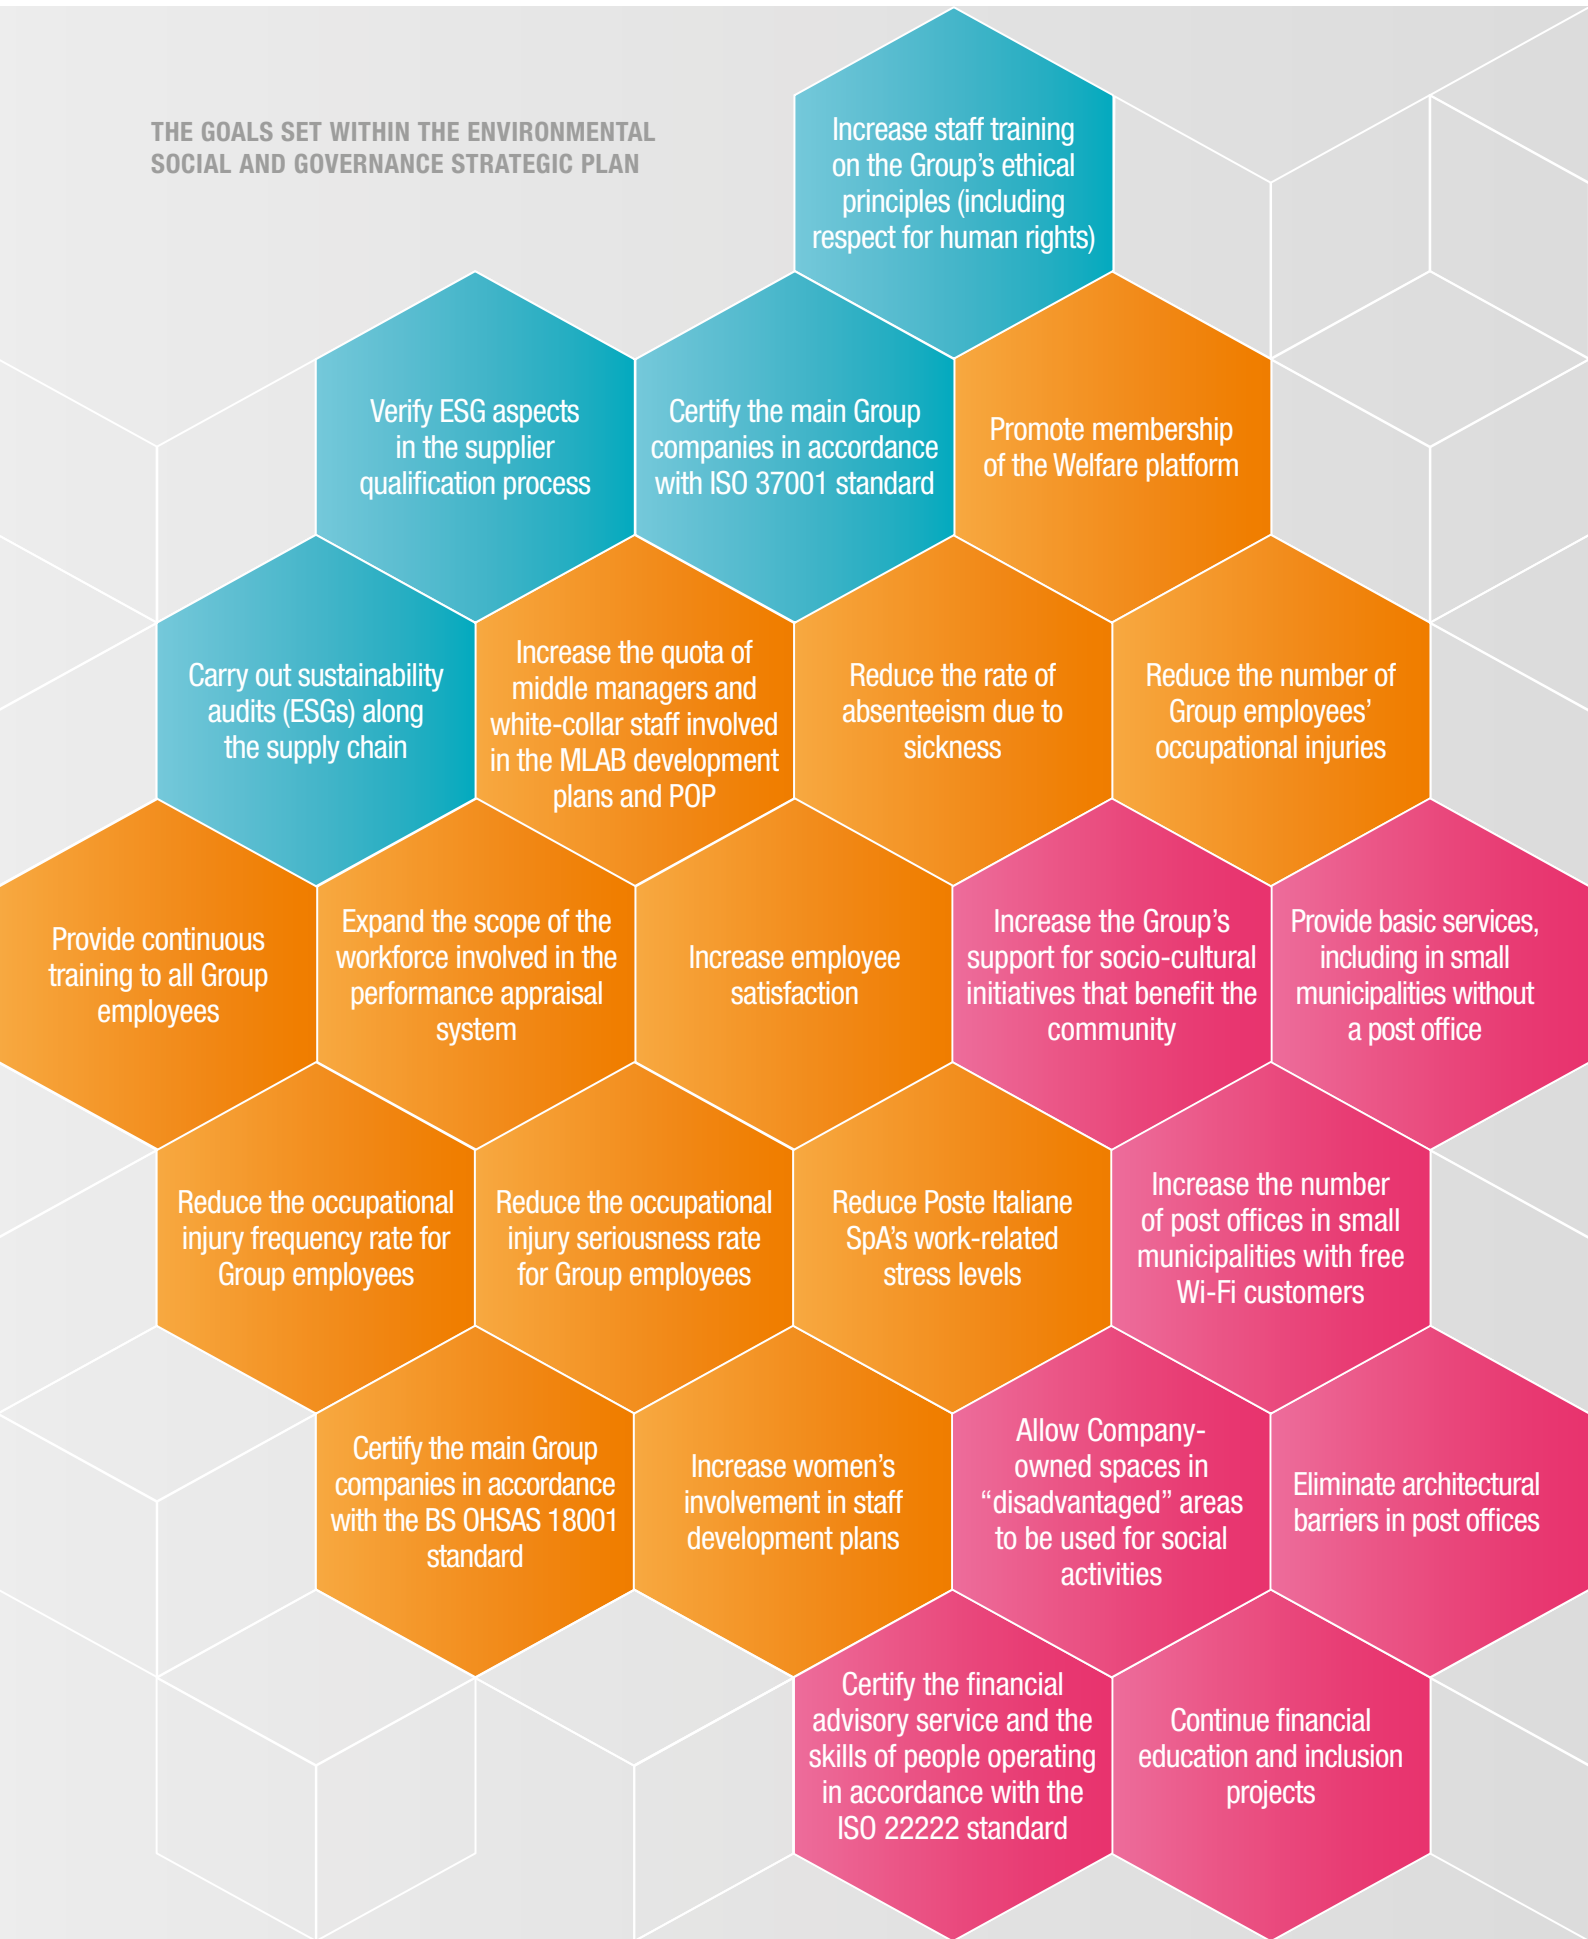 THE GOALS SET WITHIN THE ENVIRONMENTAL
SOCIAL AND GOVERNANCE STRATEGIC PLAN
Increase staff training
on the Group's ethical
principles (including
respect for human rights)
Verify ESG aspects
in the supplier
qualification process
Certify the main Group
companies in accordance
with ISO 37001 standard
Promote membership
of the Welfare platform
Carry out sustainability
audits (ESGs) along
the supply chain
Increase the quota of
middle managers and
white-collar staff involved
in the MLAB development
plans and POP
Reduce the rate of
absenteeism due to
sickness
Reduce the number of
Group employees'
occupational injuries
Provide continuous
training to all Group
employees
Expand the scope of the
workforce involved in the
performance appraisal
system
Increase employee
satisfaction
Increase the Group's
support for socio-cultural
initiatives that benefit the
community
Provide basic services,
including in small
municipalities without
a post office
Reduce the occupational
injury frequency rate for
Group employees
Reduce the occupational
injury seriousness rate
for Group employees
Reduce Poste Italiane
SpA's work-related
stress levels
Increase the number
of post offices in small
municipalities with free
Wi-Fi customers
Certify the main Group
companies in accordance
with the BS OHSAS 18001
standard
Increase women's
involvement in staff
development plans
Allow Company-
owned spaces in
“disadvantaged” areas
to be used for social
activities
Eliminate architectural
barriers in post offices
Certify the financial
advisory service and the
skills of people operating
in accordance with the
ISO 22222 standard
Continue financial
education and inclusion
projects